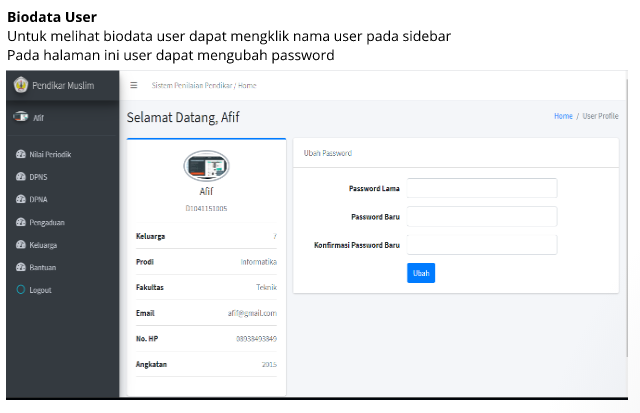 Biodata User
Untuk melihat biodata user dapat mengklik nama user pada sidebar
Pada halaman ini user dapat mengubah password
Pendikar Muslim
Sistem Penilaian Pendikar / Home
Afif
Selamat Datang, Afif
Home / User Profile
Nilai Periodik
DPNS
DPNA
Pengaduan
Keluarga
Bantuan
Logout
Afif
D1041151005
Keluarga 7
Prodi Informatika
Fakultas Teknik
Email afif@gmail.com
No. HP 08938493849
Angkatan 2015
Ubah Password
Password Lama
Password Baru
Konfirmasi Password Baru
Ubah